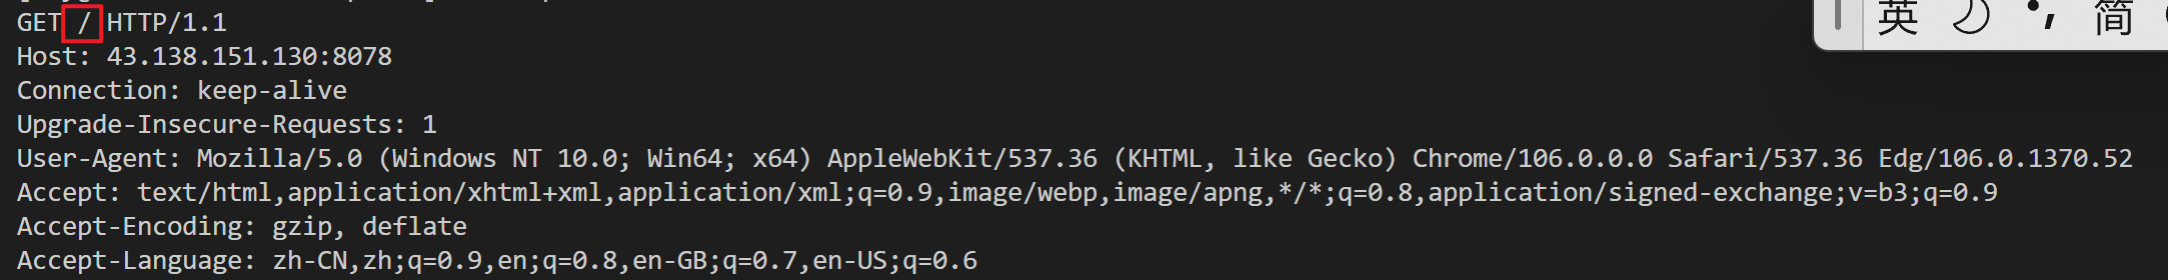 GET / HTTP/1.1
Host: 43.138.151.130:8078
Connection: keep-alive
Upgrade-Insecure-Requests: 1
User-Agent: Mozilla/5.0 (Windows NT 10.0; Win64; x64) AppleWebKit/537.36 (KHTML, like Gecko) Chrome/106.0.0.0 Safari/537.36 Edg/106.0.1370.52
Accept: text/html,application/xhtml+xml,application/xml;q=0.9,image/webp,image/apng,*/*;q=0.8,application/signed-exchange;v=b3;q=0.9
Accept-Encoding: gzip, deflate
Accept-Language: zh-CN,zh;q=0.9,en;q=0.8,en-GB;q=0.7,en-US;q=0.6
英 简